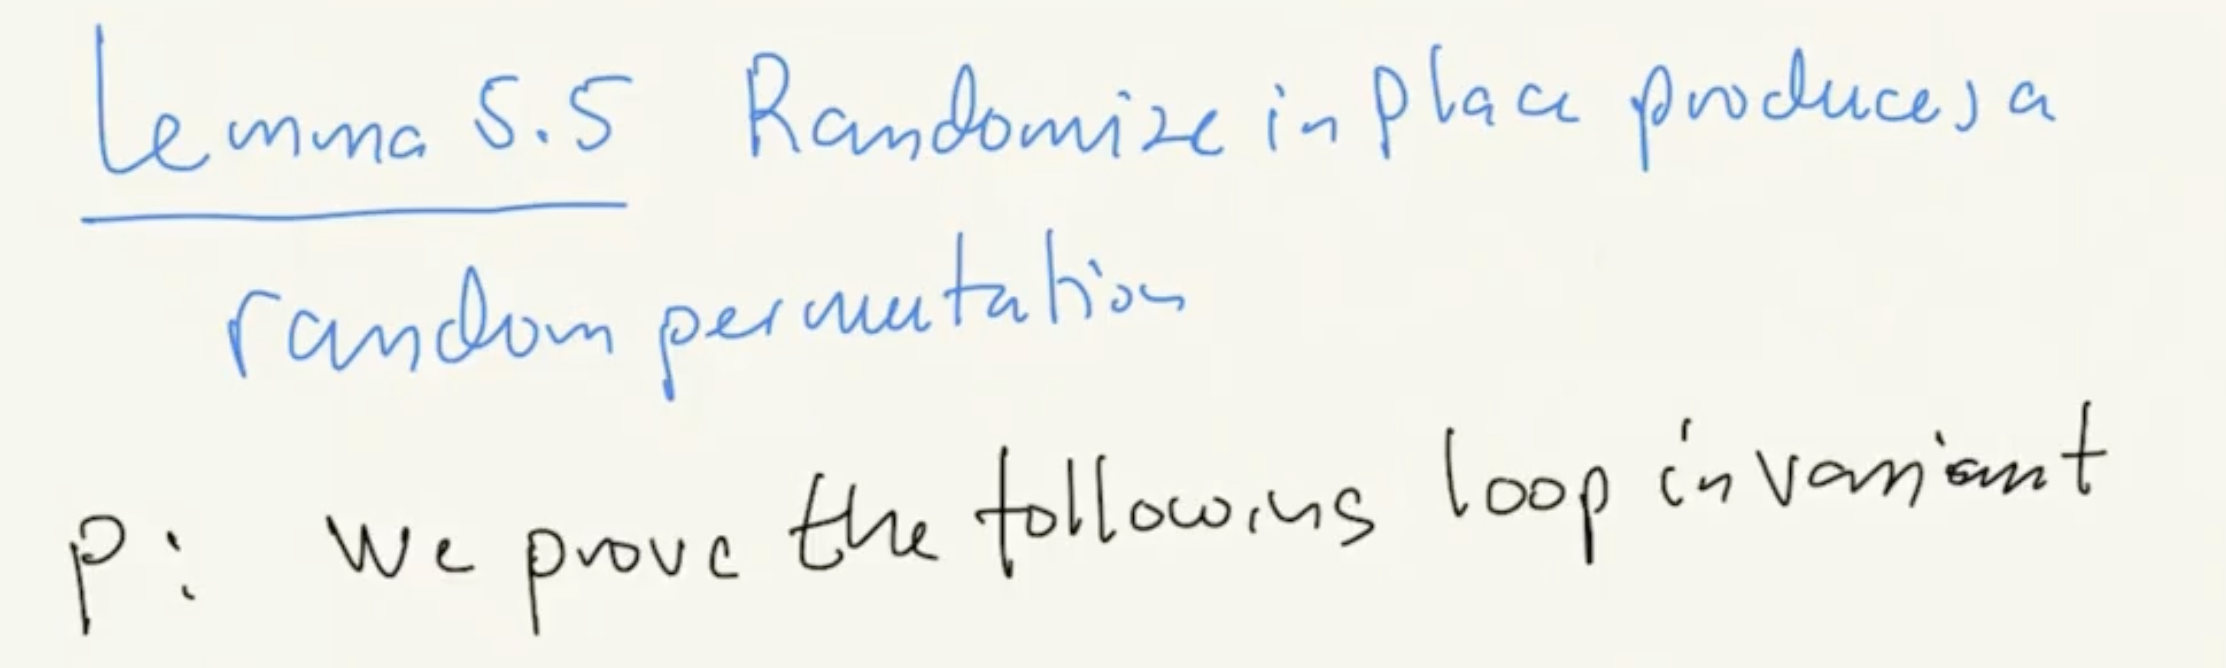 Lemma 5.5 Randomize in place produces a
random permutation
P: We prove the following loop invariant